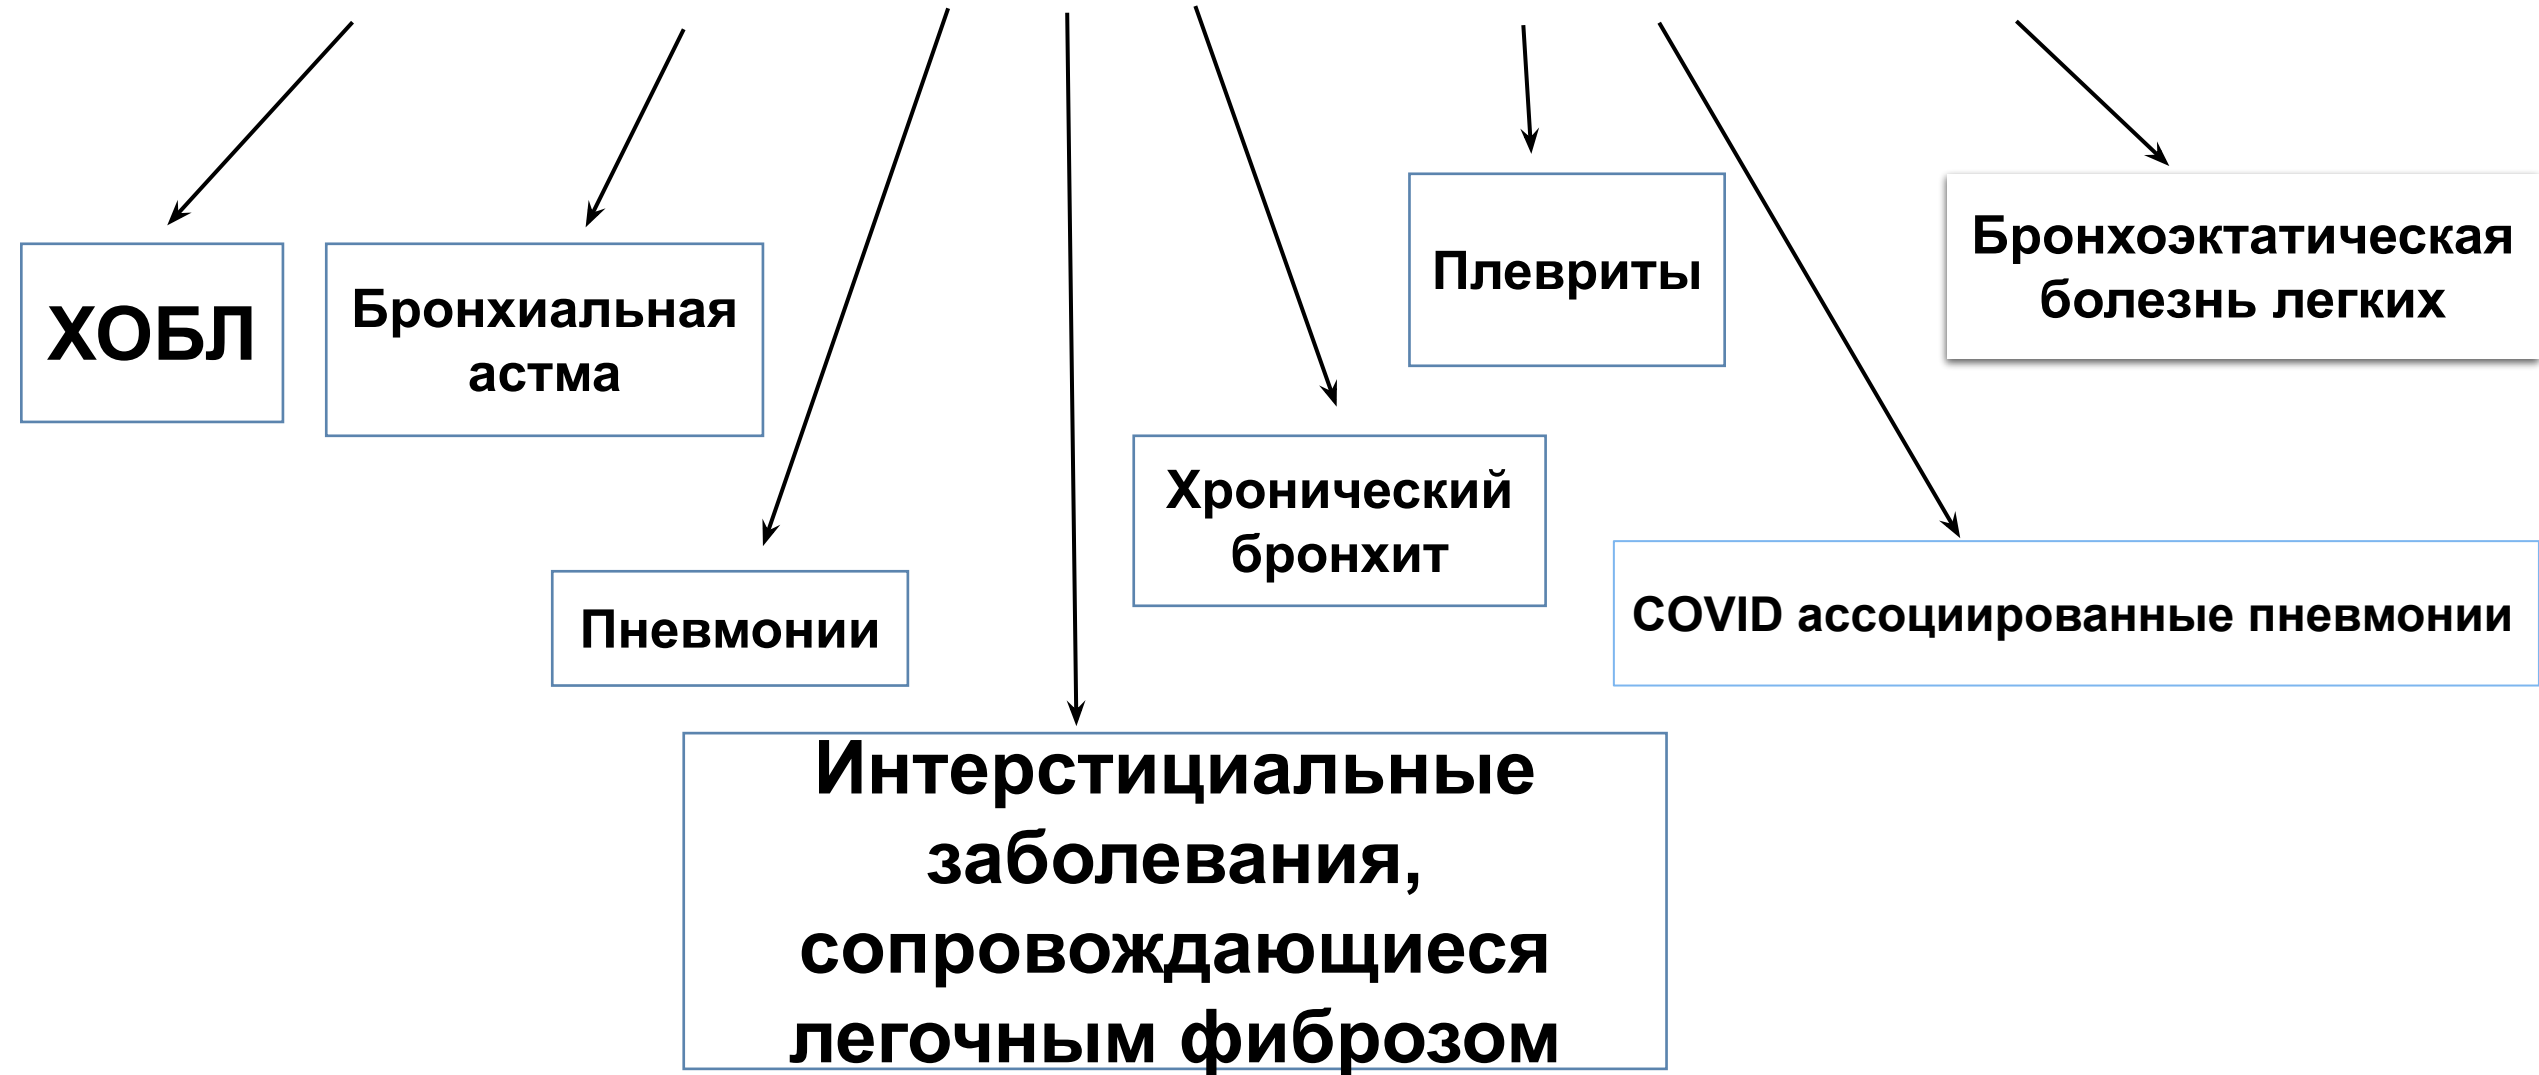 ХОБЛ
Бронхиальная
астма
Пневмонии
Интерстициальные
заболевания,
сопровождающиеся
легочным фиброзом
Хронический
бронхит
Плевриты
COVID ассоциированные пневмонии
Бронхоэктатическая
болезнь легких